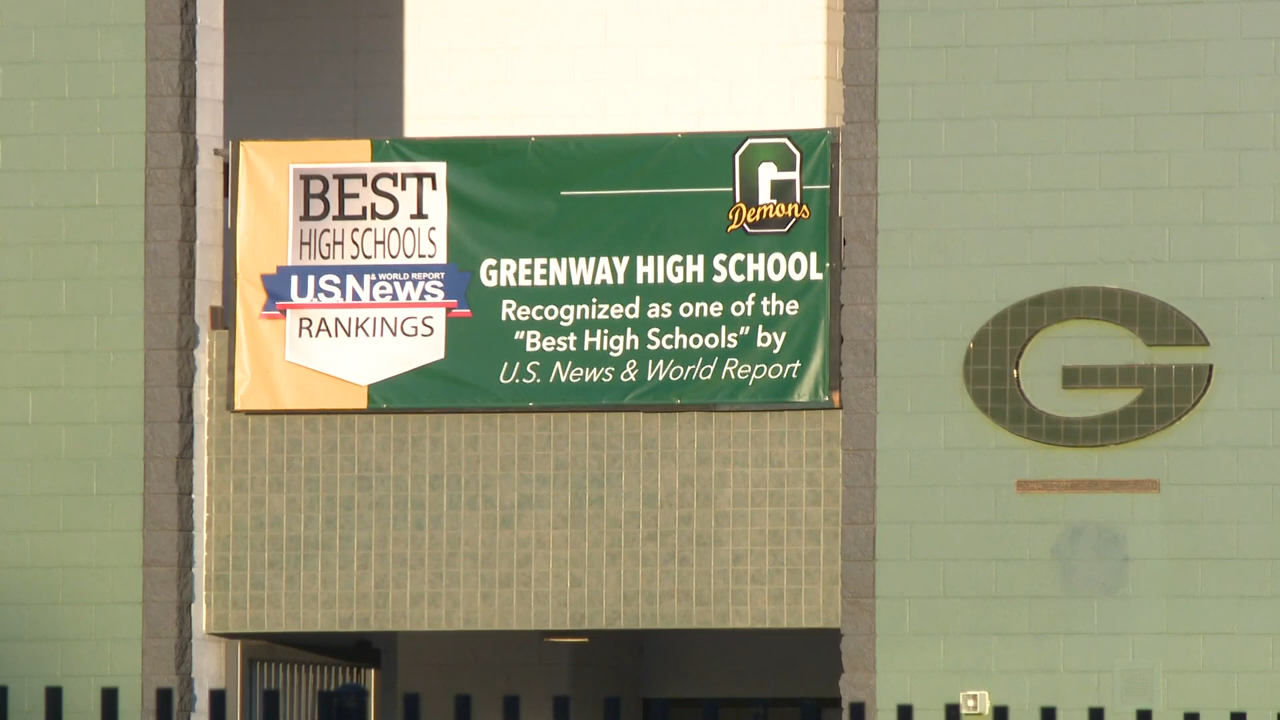 BEST
HIGH SCHOOLS
U.S.News & WORLD REPORT
RANKINGS
G
Demons
GREENWAY HIGH SCHOOL
Recognized as one of the
"Best High Schools" by
U.S. News & World Report
G